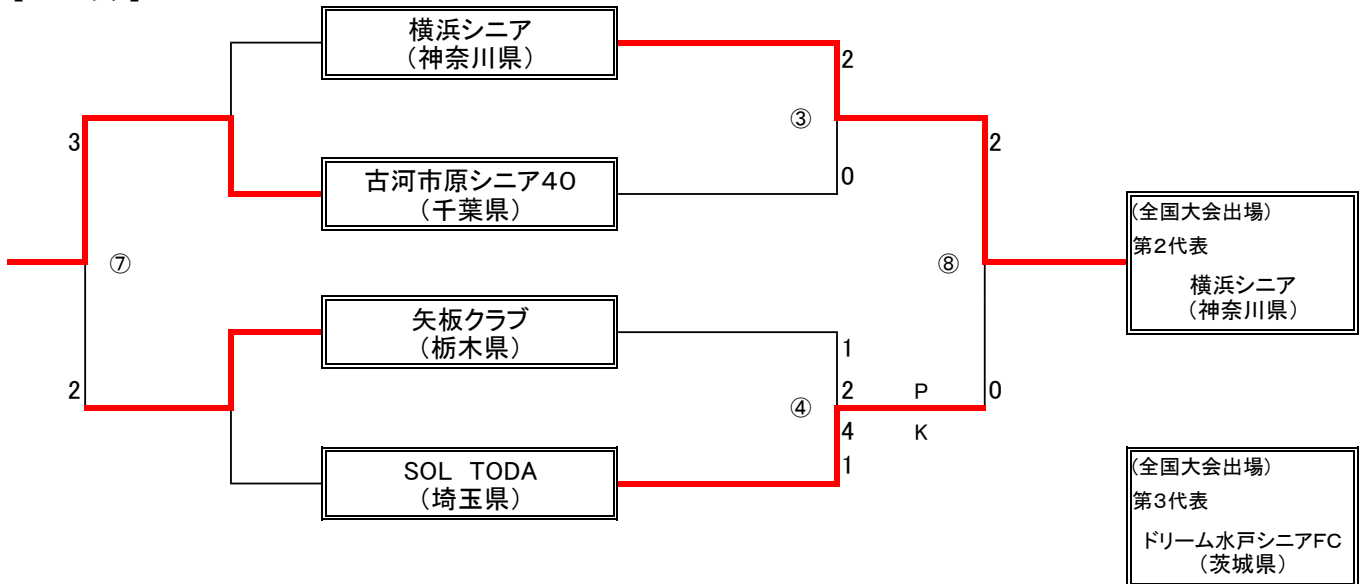 横浜シニア
(神奈川県)
2
③
3
2
古河市原シニア40
(千葉県)
0
(全国大会出場)
第2代表
横浜シニア
(神奈川県)
⑦
⑧
矢板クラブ
(栃木県)
1
2
2
P
0
④
4
K
1
SOL TODA
(埼玉県)
(全国大会出場)
第3代表
ドリーム水戸シニアFC
(茨城県)